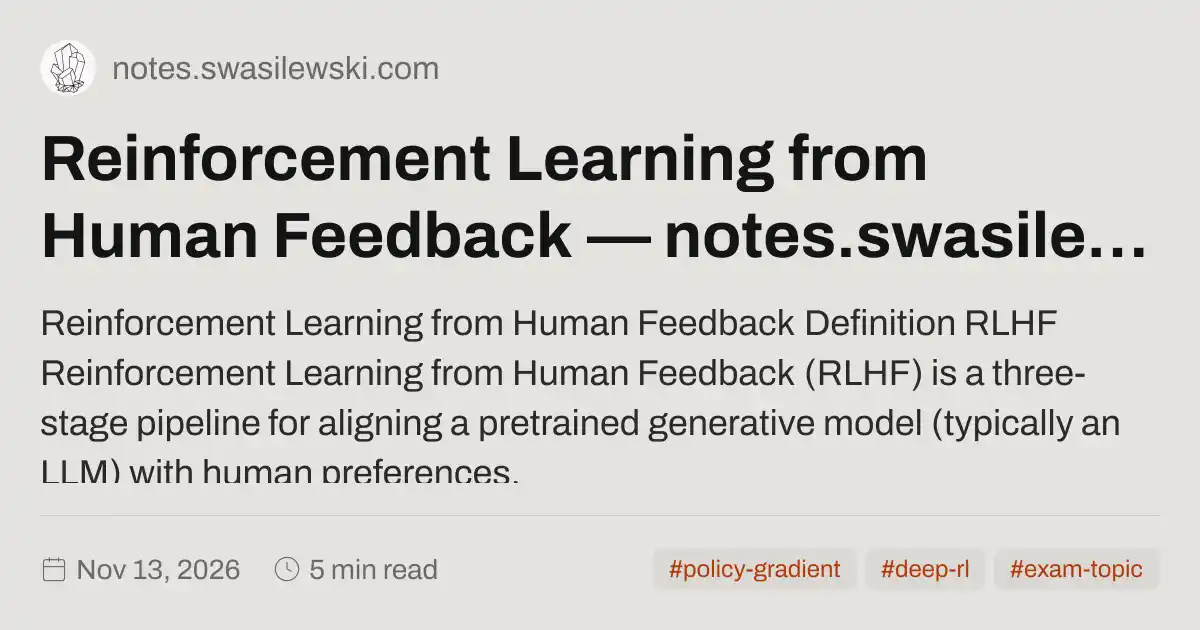 notes.swasilewski.com
Reinforcement Learning from
Human Feedback — notes.swasile...
Reinforcement Learning from Human Feedback Definition RLHF
Reinforcement Learning from Human Feedback (RLHF) is a three-
stage pipeline for aligning a pretrained generative model (typically an
LLM) with human preferences.
Nov 13, 2026
5 min read
#policy-gradient
#deep-rl
#exam-topic